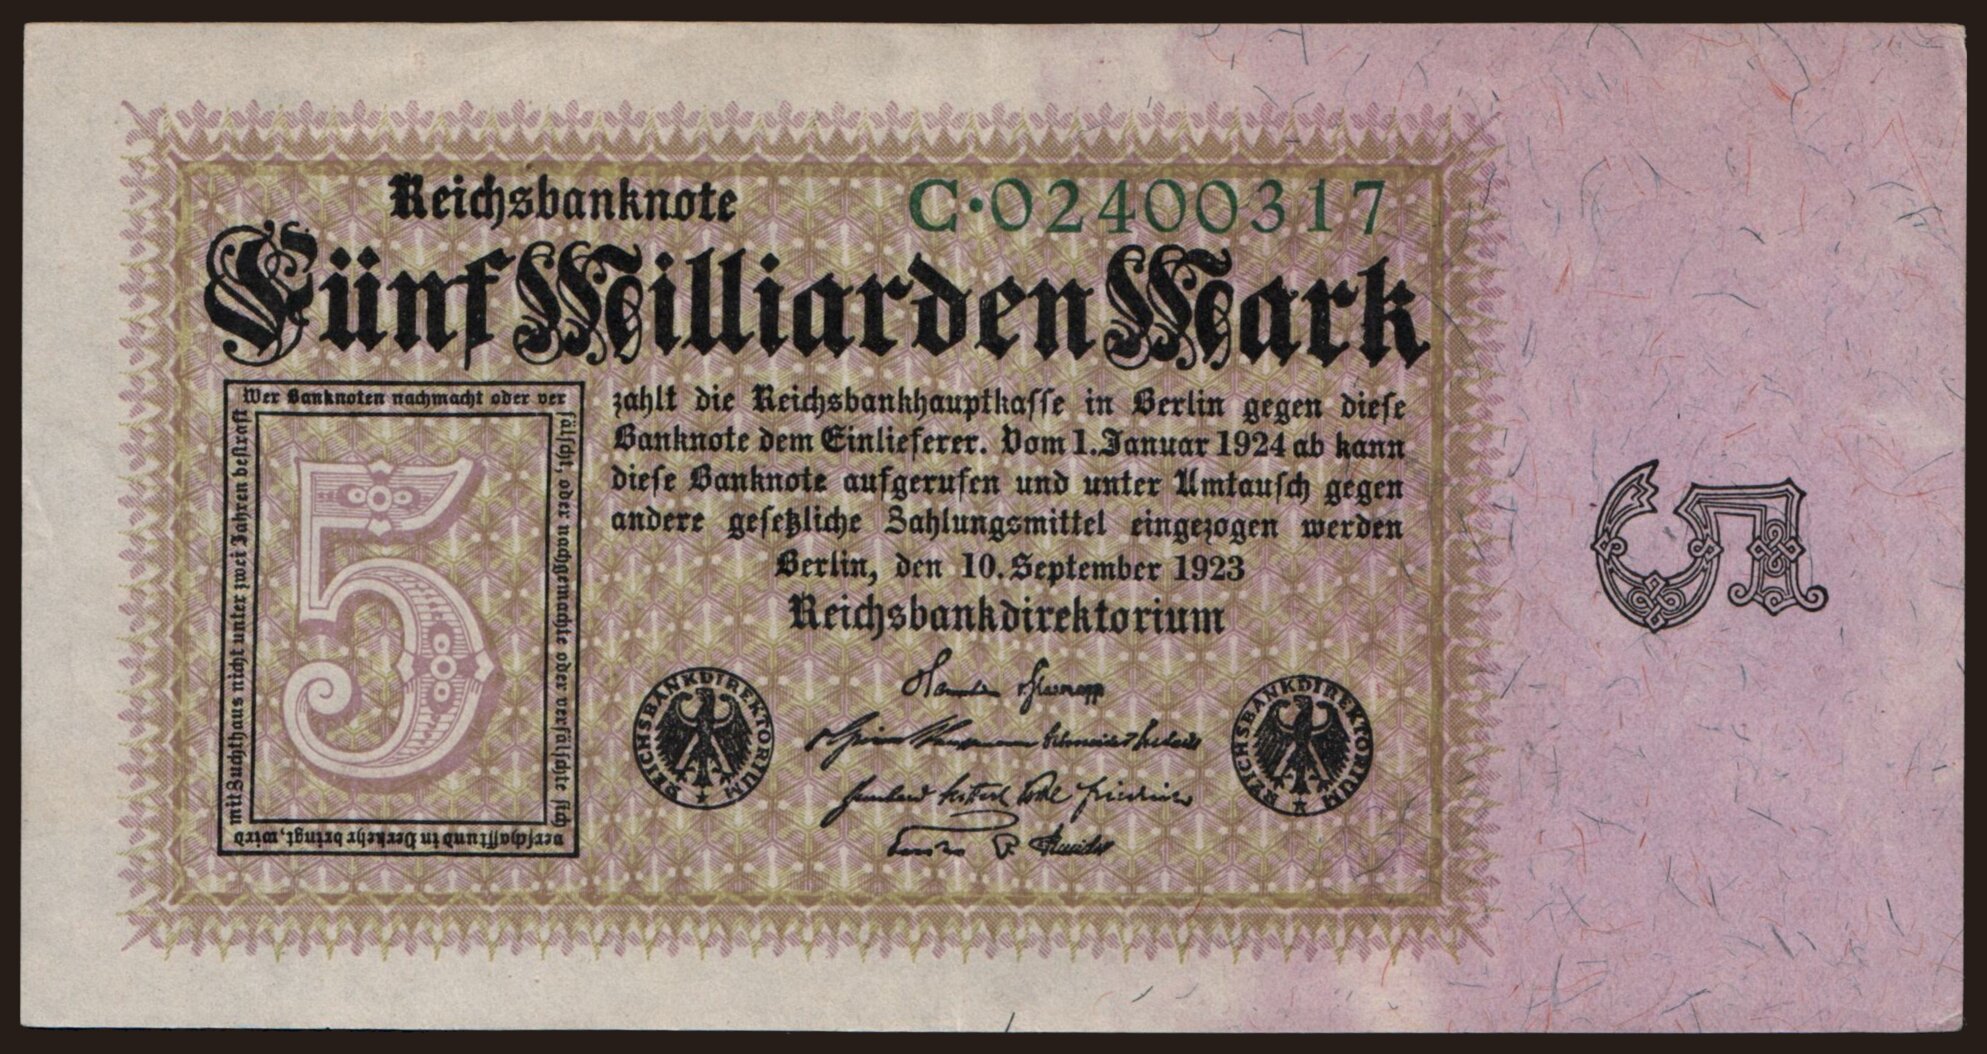 Reichsbanknote
C·02400317
Fünf Milliarden Mark
zahlt die Reichsbankhauptkasse in Berlin gegen diese
Banknote dem Einlieferer. Vom 1. Januar 1924 ab kann
diese Banknote aufgerufen und unter Umtausch gegen
andere gesetzliche Zahlungsmittel eingezogen werden
Berlin, den 10. September 1923
Reichsbankdirektorium
Wer Banknoten nachmacht oder ver
fälscht, oder nachgemachte oder verfälschte sich
verschafft und in Verkehr bringt, wird
mit Zuchthaus nicht unter zwei Jahren bestraft
5
REICHSBANKDIREKTORIUM
REICHSBANKDIREKTORIUM
5